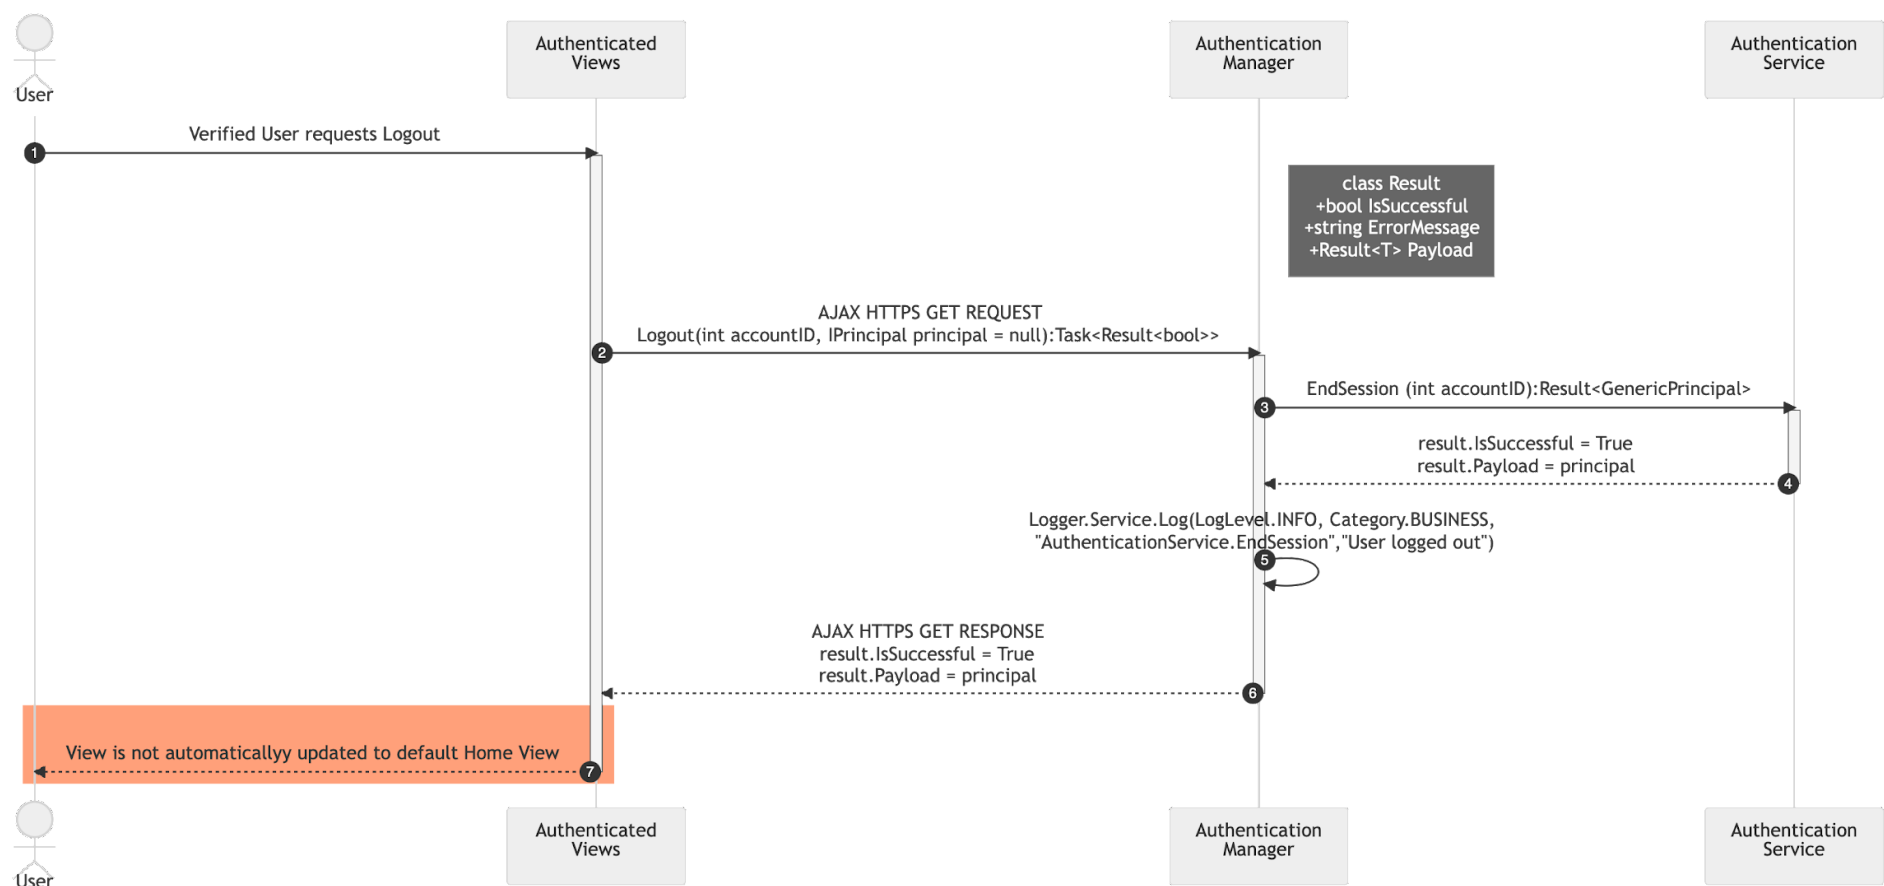 User
Authenticated
Views
Authentication
Manager
Authentication
Service
Verified User requests Logout
1
class Result
+bool IsSuccessful
+string ErrorMessage
+Result<T> Payload
AJAX HTTPS GET REQUEST
Logout(int accountID, IPrincipal principal = null):Task<Result<bool>>
2
EndSession (int accountID):Result<GenericPrincipal>
3
result.IsSuccessful = True
result.Payload = principal
4
Logger.Service.Log(LogLevel.INFO, Category.BUSINESS,
"AuthenticationService.EndSession","User logged out")
5
AJAX HTTPS GET RESPONSE
result.IsSuccessful = True
result.Payload = principal
6
View is not automaticallyy updated to default Home View
7
User
Authenticated
Views
Authentication
Manager
Authentication
Service